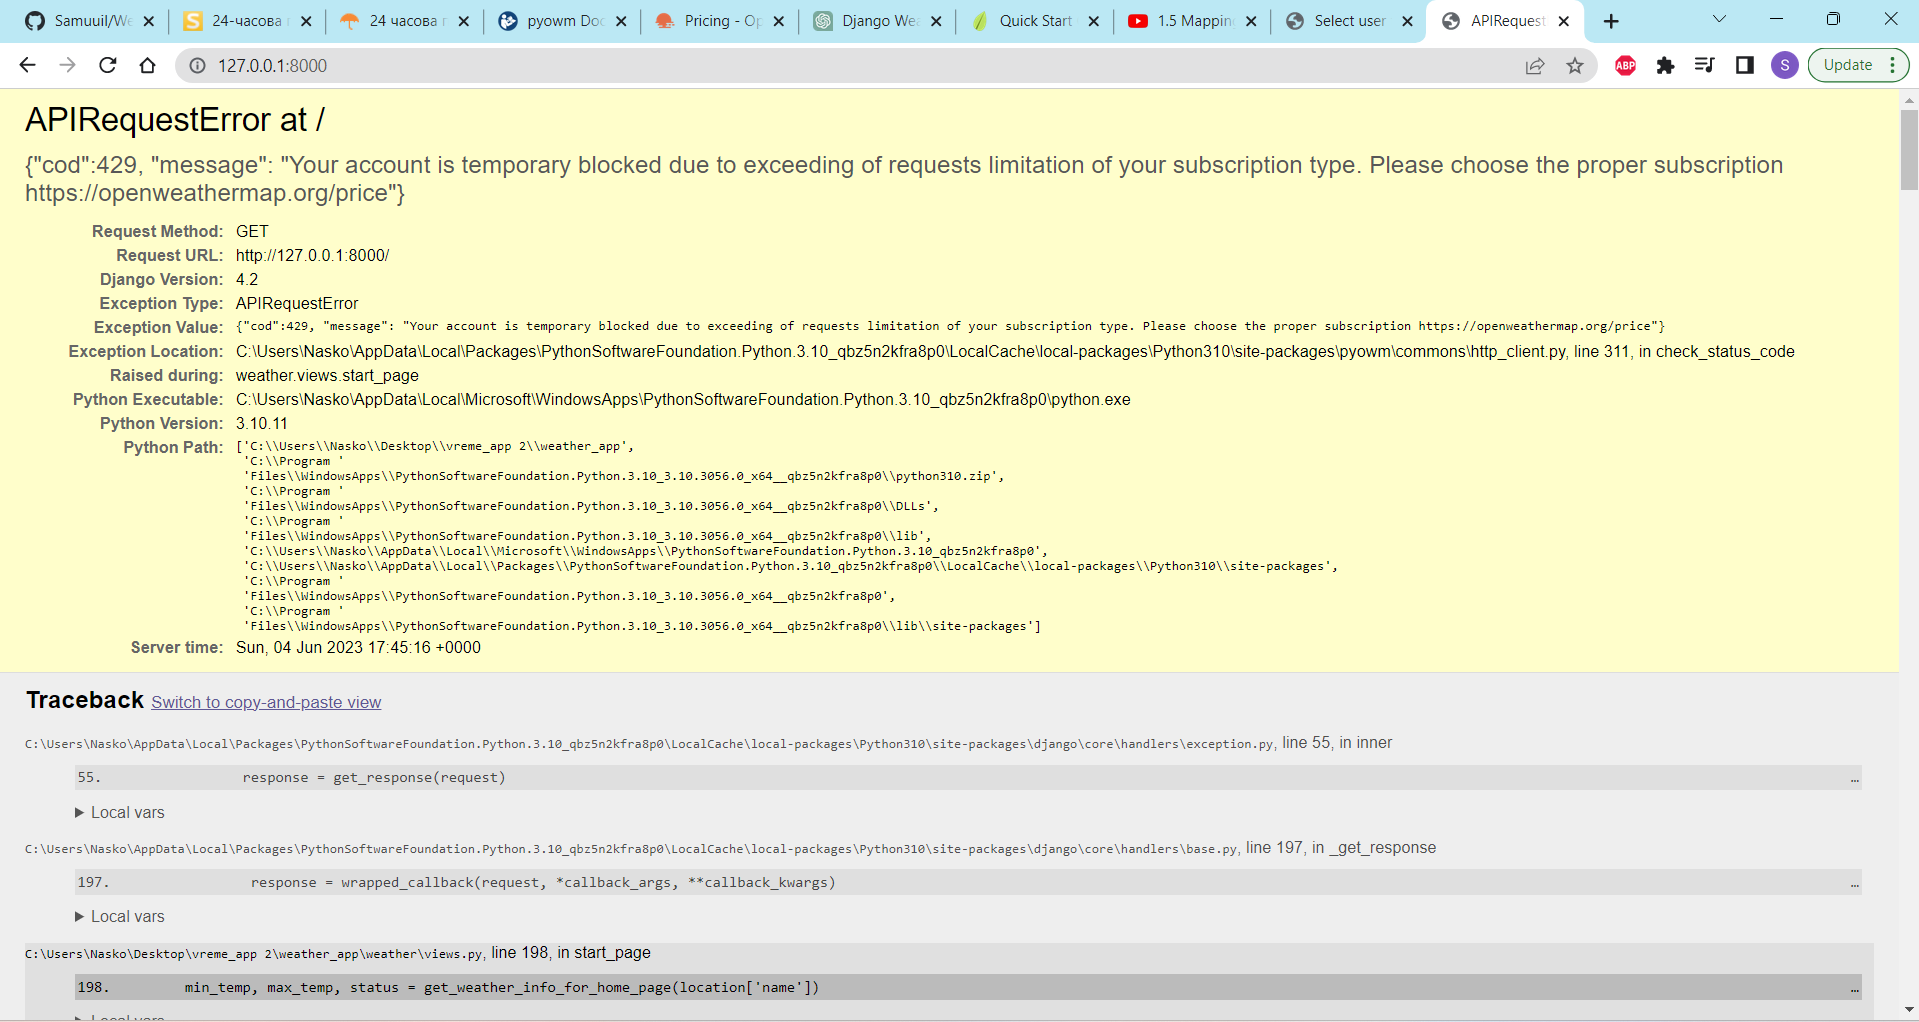 Samuuil/We
24-часова
24 часова г
pyowm Doc
Pricing - Op
Django Wea
Quick Start
1.5 Mapping
Select user
APIRequest
127.0.0.1:8000
ABP
S
Update
APIRequestError at /
{"cod":429, "message": "Your account is temporary blocked due to exceeding of requests limitation of your subscription type. Please choose the proper subscription
https://openweathermap.org/price"}
Request Method: GET
Request URL: http://127.0.0.1:8000/
Django Version: 4.2
Exception Type: APIRequestError
Exception Value: {"cod":429, "message": "Your account is temporary blocked due to exceeding of requests limitation of your subscription type. Please choose the proper subscription https://openweathermap.org/price"}
Exception Location: C:\Users\Nasko\AppData\Local\Packages\PythonSoftwareFoundation.Python.3.10_qbz5n2kfra8p0\LocalCache\local-packages\Python310\site-packages\pyowm\commons\http_client.py, line 311, in check_status_code
Raised during: weather.views.start_page
Python Executable: C:\Users\Nasko\AppData\Local\Microsoft\WindowsApps\PythonSoftwareFoundation.Python.3.10_qbz5n2kfra8p0\python.exe
Python Version: 3.10.11
Python Path: ['C:\\Users\\Nasko\\Desktop\\vreme_app 2\\weather_app',
'C:\\Program '
'Files\\WindowsApps\\PythonSoftwareFoundation.Python.3.10_3.10.3056.0_x64__qbz5n2kfra8p0\\python310.zip',
'C:\\Program '
'Files\\WindowsApps\\PythonSoftwareFoundation.Python.3.10_3.10.3056.0_x64__qbz5n2kfra8p0\\DLLs',
'C:\\Program '
'Files\\WindowsApps\\PythonSoftwareFoundation.Python.3.10_3.10.3056.0_x64__qbz5n2kfra8p0\\lib',
'C:\\Users\\Nasko\\AppData\\Local\\Microsoft\\WindowsApps\\PythonSoftwareFoundation.Python.3.10_qbz5n2kfra8p0',
'C:\\Users\\Nasko\\AppData\\Local\\Packages\\PythonSoftwareFoundation.Python.3.10_qbz5n2kfra8p0\\LocalCache\\local-packages\\Python310\\site-packages',
'C:\\Program '
'Files\\WindowsApps\\PythonSoftwareFoundation.Python.3.10_3.10.3056.0_x64__qbz5n2kfra8p0',
'C:\\Program '
'Files\\WindowsApps\\PythonSoftwareFoundation.Python.3.10_3.10.3056.0_x64__qbz5n2kfra8p0\\lib\\site-packages']
Server time: Sun, 04 Jun 2023 17:45:16 +0000
Traceback Switch to copy-and-paste view
C:\Users\Nasko\AppData\Local\Packages\PythonSoftwareFoundation.Python.3.10_qbz5n2kfra8p0\LocalCache\local-packages\Python310\site-packages\django\core\handlers\exception.py, line 55, in inner
55. response = get_response(request) …
Local vars
C:\Users\Nasko\AppData\Local\Packages\PythonSoftwareFoundation.Python.3.10_qbz5n2kfra8p0\LocalCache\local-packages\Python310\site-packages\django\core\handlers\base.py, line 197, in _get_response
197. response = wrapped_callback(request, *callback_args, **callback_kwargs) …
Local vars
C:\Users\Nasko\Desktop\vreme_app 2\weather_app\weather\views.py, line 198, in start_page
198. min_temp, max_temp, status = get_weather_info_for_home_page(location['name']) …
Local vars